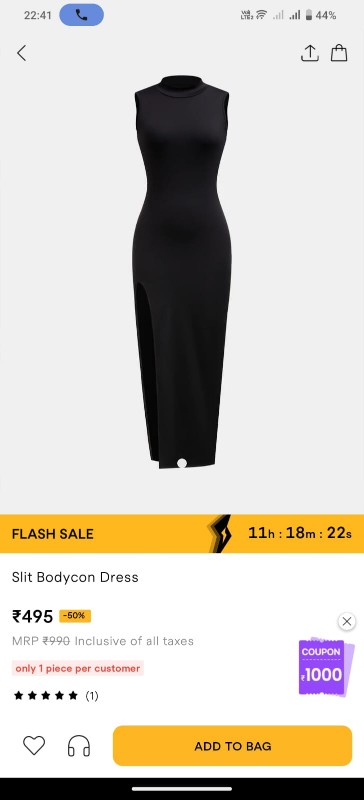 22:41
44%
FLASH SALE
11h : 18m : 22s
Slit Bodycon Dress
₹495 -50%
MRP ₹990 Inclusive of all taxes
only 1 piece per customer
COUPON
₹1000
(1)
ADD TO BAG